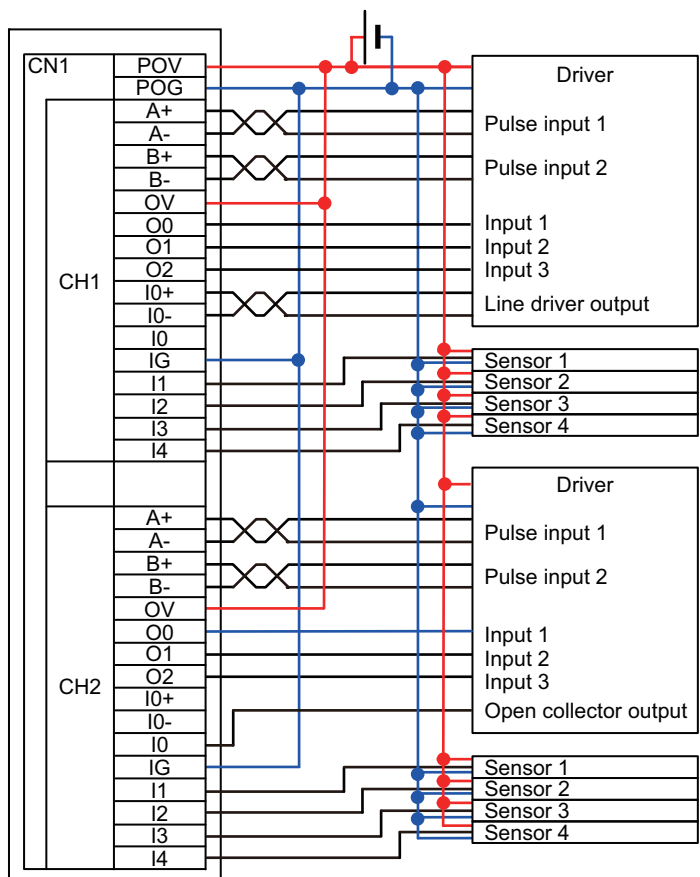 CN1
POV
POG
CH1
A+
A-
B+
B-
OV
O0
O1
O2
I0+
I0-
I0
IG
I1
I2
I3
I4
Driver
Pulse input 1
Pulse input 2
Input 1
Input 2
Input 3
Line driver output
Sensor 1
Sensor 2
Sensor 3
Sensor 4
CH2
A+
A-
B+
B-
OV
O0
O1
O2
I0+
I0-
I0
IG
I1
I2
I3
I4
Driver
Pulse input 1
Pulse input 2
Input 1
Input 2
Input 3
Open collector output
Sensor 1
Sensor 2
Sensor 3
Sensor 4